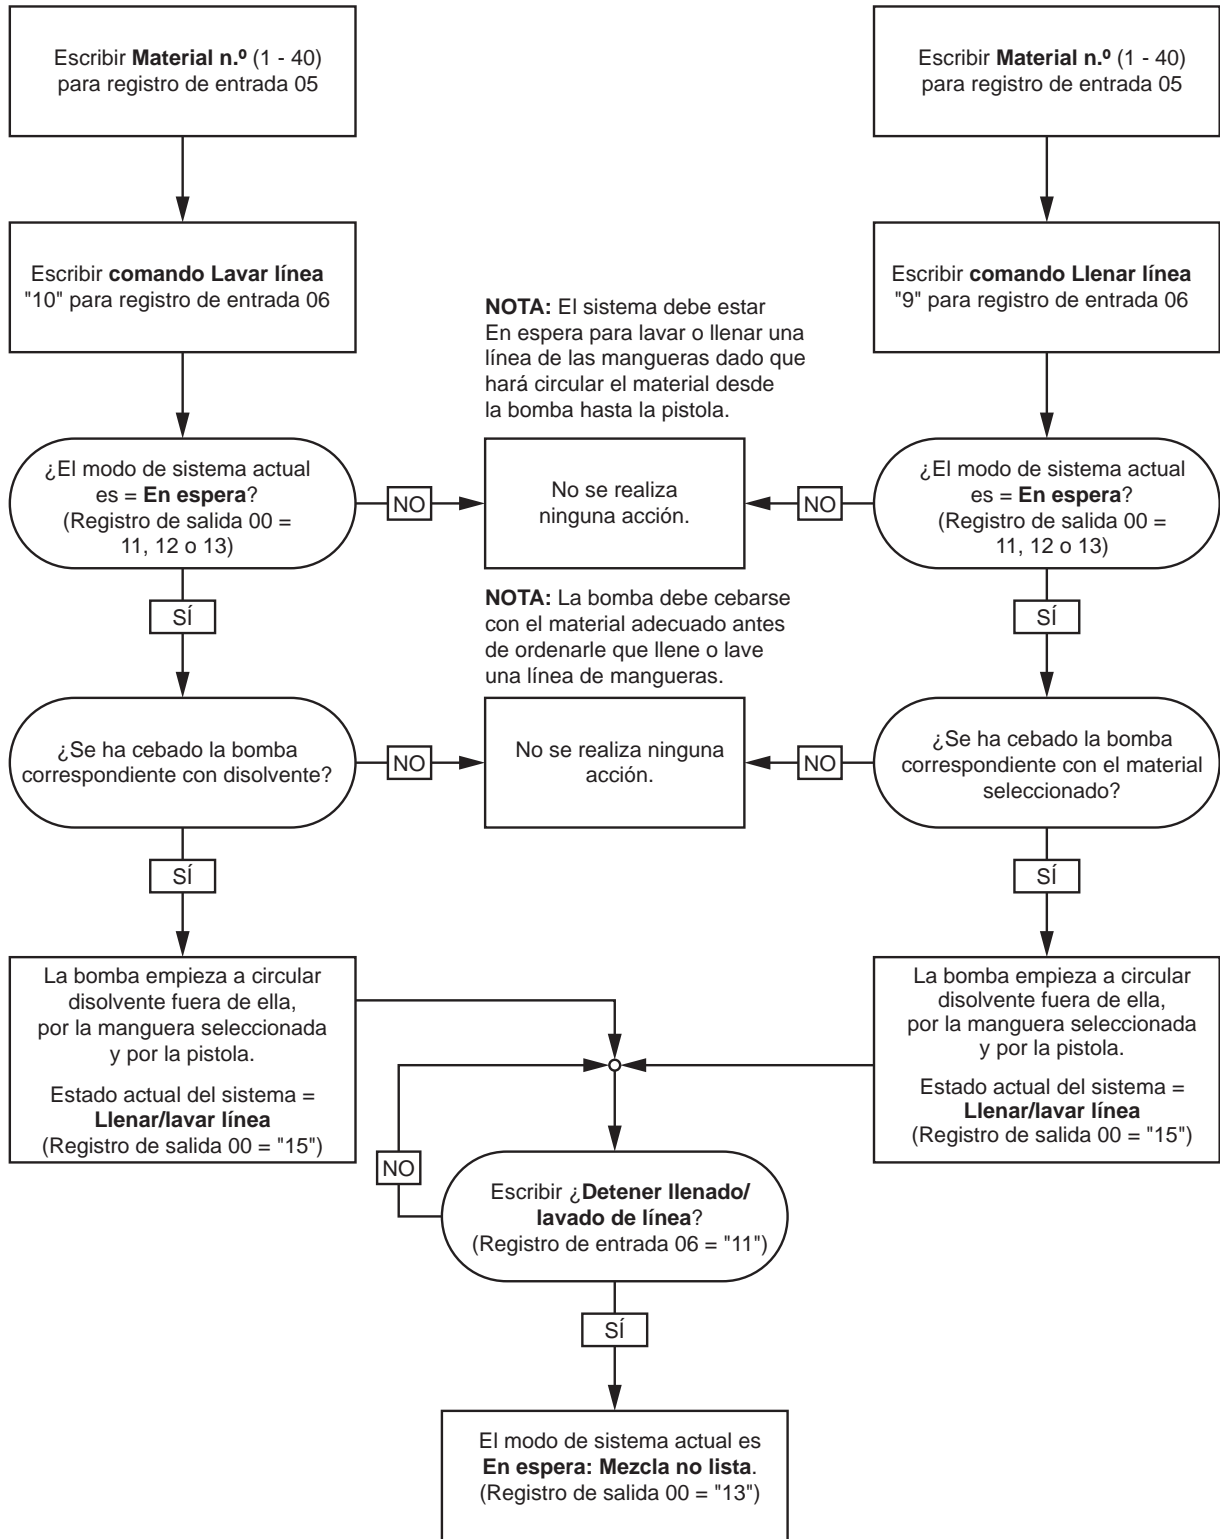 Escribir Material n.º (1 - 40)
para registro de entrada 05
Escribir Material n.º (1 - 40)
para registro de entrada 05
Escribir comando Lavar línea
"10" para registro de entrada 06
Escribir comando Llenar línea
"9" para registro de entrada 06
NOTA: El sistema debe estar
En espera para lavar o llenar una
línea de las mangueras dado que
hará circular el material desde
la bomba hasta la pistola.
¿El modo de sistema actual
es = En espera?
(Registro de salida 00 =
11, 12 o 13)
NO
No se realiza
ninguna acción.
NO
¿El modo de sistema actual
es = En espera?
(Registro de salida 00 =
11, 12 o 13)
SÍ
SÍ
NOTA: La bomba debe cebarse
con el material adecuado antes
de ordenarle que llene o lave
una línea de mangueras.
¿Se ha cebado la bomba
correspondiente con disolvente?
NO
No se realiza ninguna
acción.
NO
¿Se ha cebado la bomba
correspondiente con el material
seleccionado?
SÍ
SÍ
La bomba empieza a circular
disolvente fuera de ella,
por la manguera seleccionada
y por la pistola.
Estado actual del sistema =
Llenar/lavar línea
(Registro de salida 00 = "15")
La bomba empieza a circular
disolvente fuera de ella,
por la manguera seleccionada
y por la pistola.
Estado actual del sistema =
Llenar/lavar línea
(Registro de salida 00 = "15")
NO
Escribir ¿Detener llenado/
lavado de línea?
(Registro de entrada 06 = "11")
SÍ
El modo de sistema actual es
En espera: Mezcla no lista.
(Registro de salida 00 = "13")